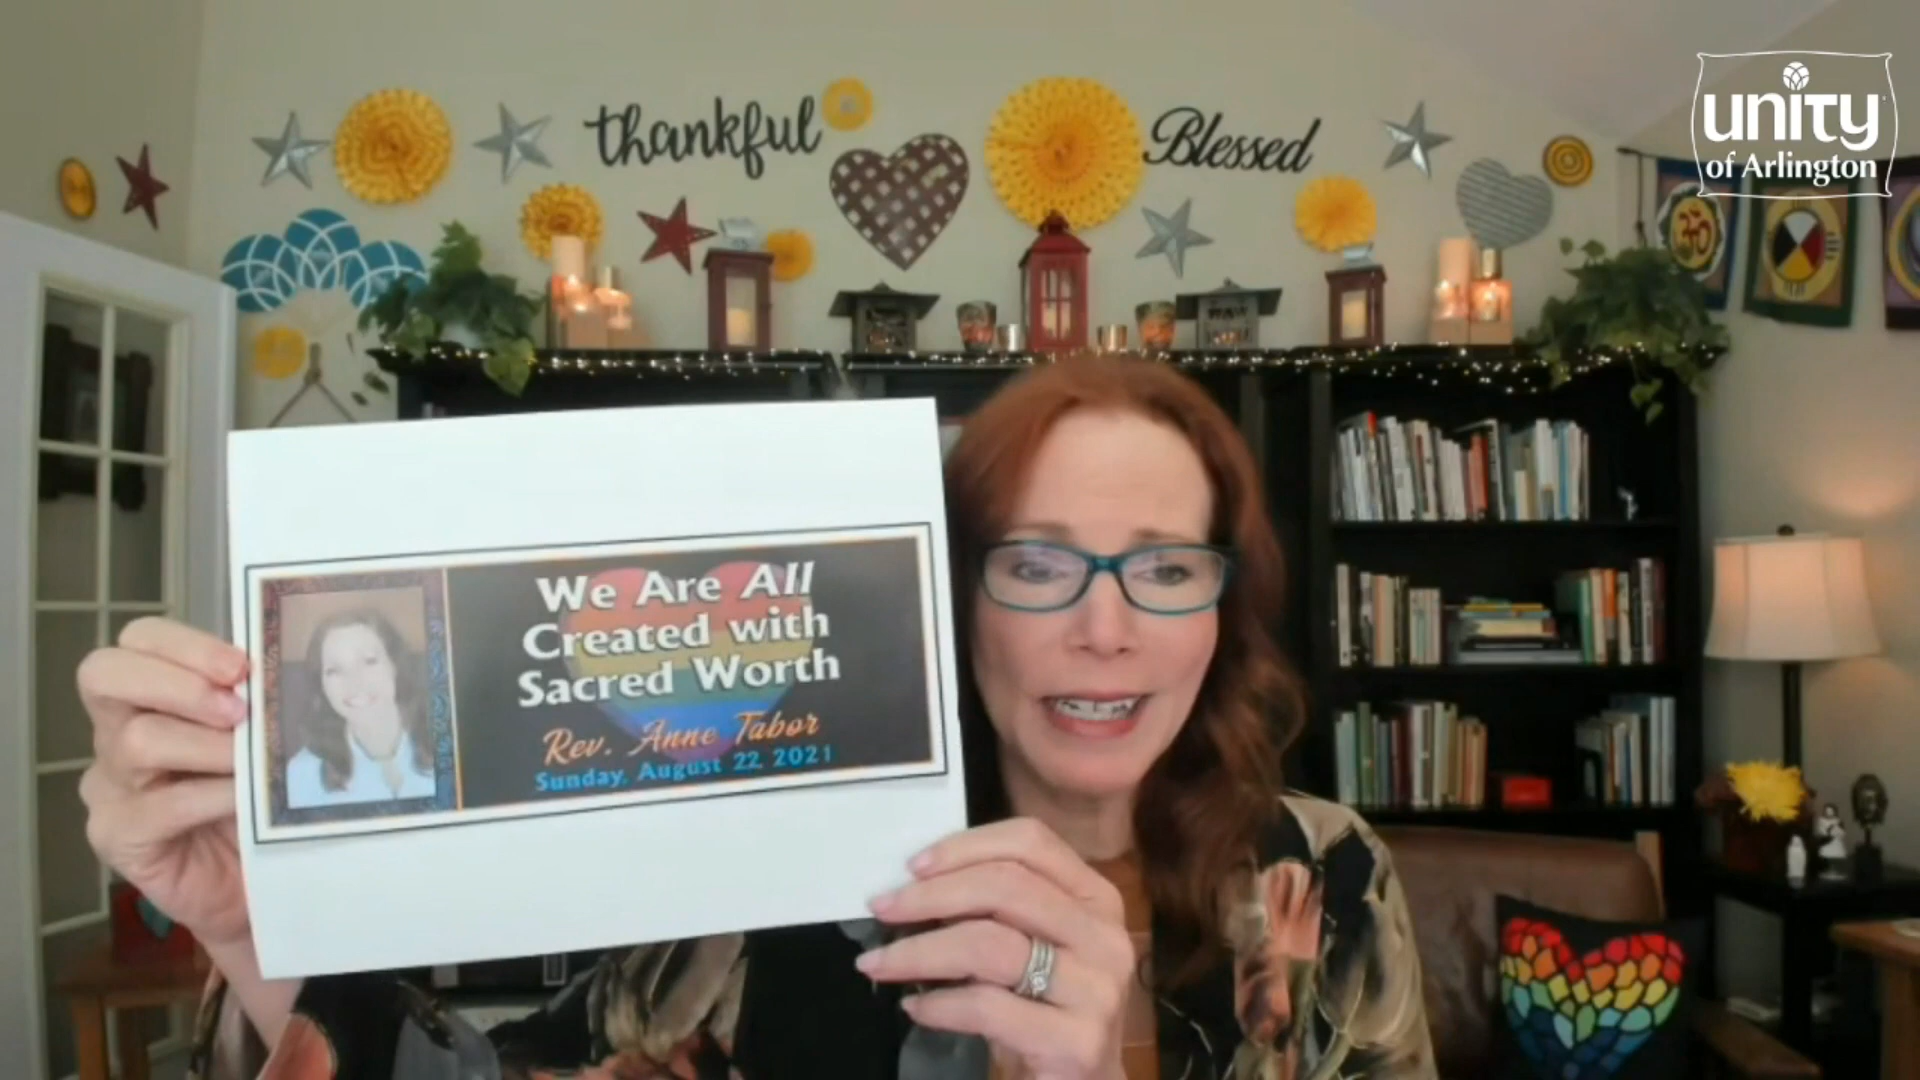 thankful
Blessed
unity
of Arlington
We Are All
Created with
Sacred Worth
Rev. Anne Tabor
Sunday, August 22, 2021